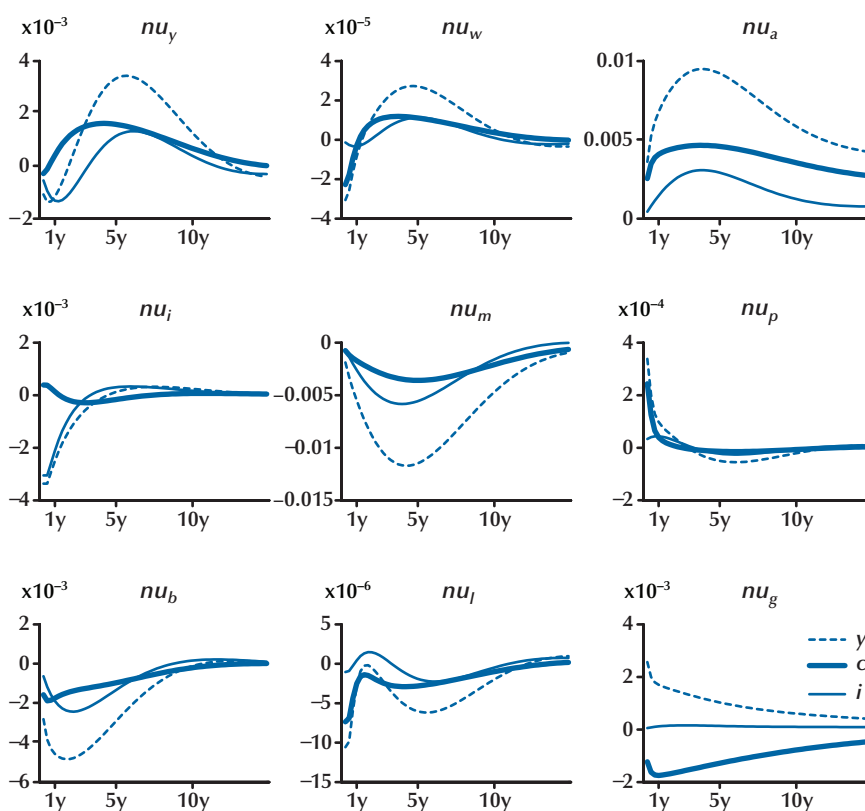 x10⁻³ nu_y
4
2
0
−2
1y 5y 10y
x10⁻⁵ nu_w
4
2
0
−2
−4
1y 5y 10y
nu_a
0.01
0.005
0
1y 5y 10y
x10⁻³ nu_i
2
0
−2
−4
1y 5y 10y
nu_m
0
−0.005
−0.01
−0.015
1y 5y 10y
x10⁻⁴ nu_p
4
2
0
−2
1y 5y 10y
x10⁻³ nu_b
2
0
−2
−4
−6
1y 5y 10y
x10⁻⁶ nu_l
5
0
−5
−10
−15
1y 5y 10y
x10⁻³ nu_g
4
2
0
−2
1y 5y 10y
y
c
i